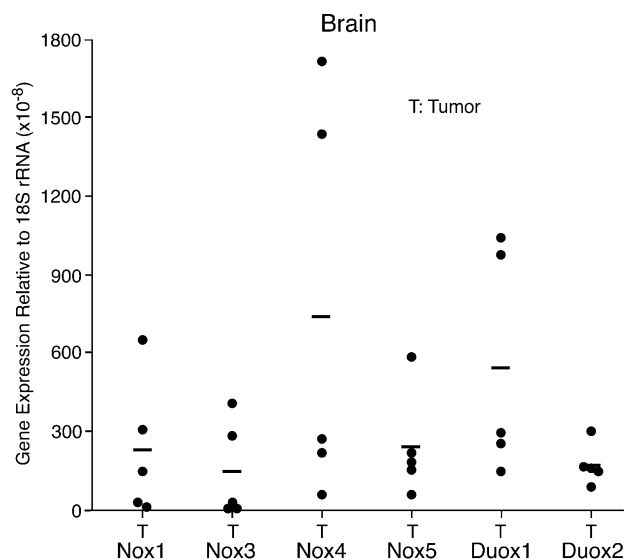 Brain
1800
1500
1200
900
600
300
0
Gene Expression Relative to 18S rRNA (x10⁻⁸)
T: Tumor
T T T T T T
Nox1 Nox3 Nox4 Nox5 Duox1 Duox2